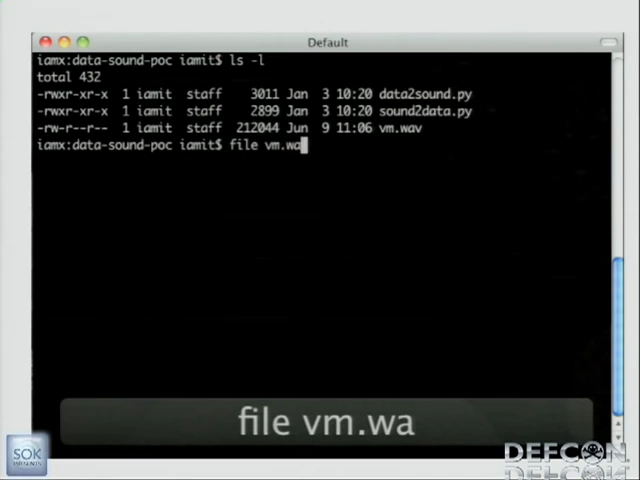 Default
iamx:data-sound-poc iamit$ ls -l
total 432
-rwxr-xr-x 1 iamit staff 3011 Jan 3 10:20 data2sound.py
-rwxr-xr-x 1 iamit staff 2899 Jan 3 10:20 sound2data.py
-rw-r--r-- 1 iamit staff 212044 Jun 9 11:06 vm.wav
iamx:data-sound-poc iamit$ file vm.wa
file vm.wa
SOK
DEFCON